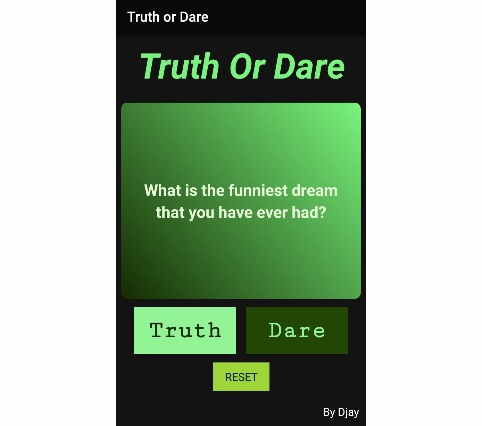 Truth or Dare
Truth Or Dare
What is the funniest dream
that you have ever had?
Truth
Dare
RESET
By Djay